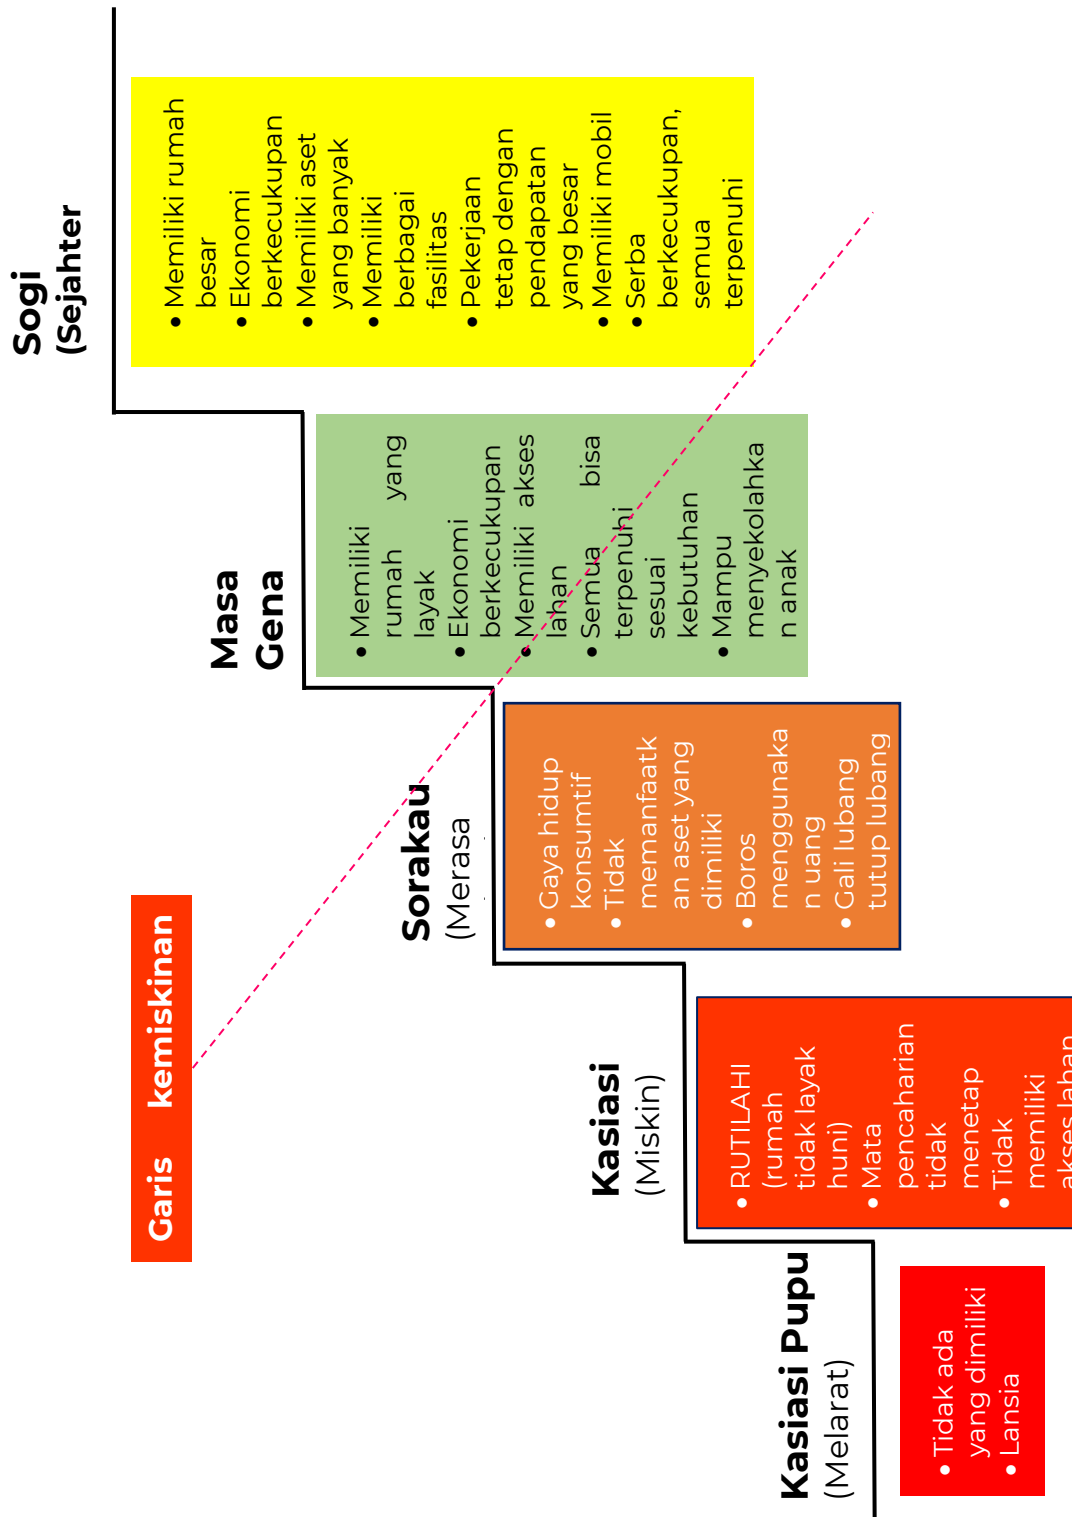 Sogi
(Sejahter
• Memiliki rumah
besar
• Ekonomi
berkecukupan
• Memiliki aset
yang banyak
• Memiliki
berbagai
fasilitas
• Pekerjaan
tetap dengan
pendapatan
yang besar
• Memiliki mobil
• Serba
berkecukupan,
semua
terpenuhi
Masa
Gena
• Memiliki
rumah yang
layak
• Ekonomi
berkecukupan
• Memiliki akses
lahan
• Semua bisa
terpenuhi
sesuai
kebutuhan
• Mampu
menyekolahka
n anak
Garis kemiskinan
Sorakau
(Merasa
• Gaya hidup
konsumtif
• Tidak
memanfaatk
an aset yang
dimiliki
• Boros
menggunaka
n uang
• Gali lubang
tutup lubang
Kasiasi
(Miskin)
• RUTILAHI
(rumah
tidak layak
huni)
• Mata
pencaharian
tidak
menetap
• Tidak
memiliki
akses lahan
Kasiasi Pupu
(Melarat)
• Tidak ada
yang dimiliki
• Lansia